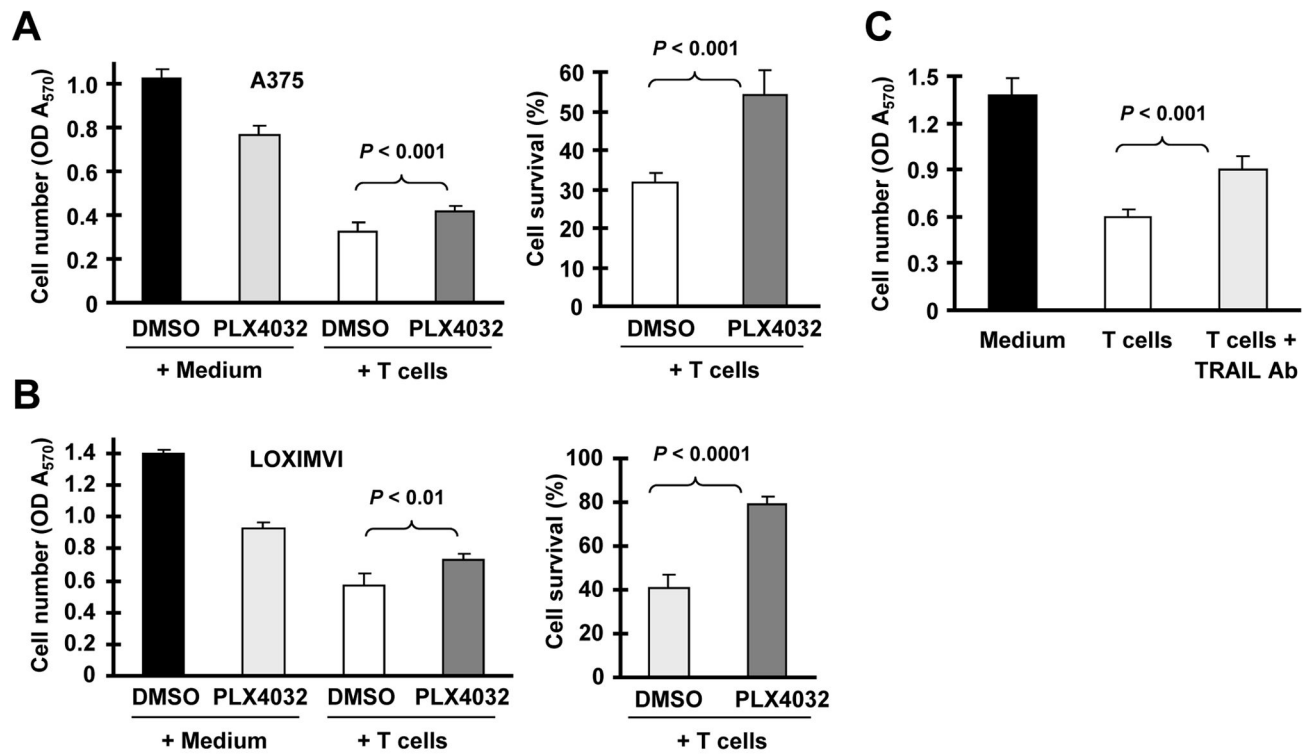 A
Cell number (OD A570)
1.0
0.8
0.6
0.4
0.2
0
A375
P < 0.001
DMSO PLX4032 DMSO PLX4032
+ Medium + T cells
Cell survival (%)
60
50
40
30
20
10
0
P < 0.001
DMSO PLX4032
+ T cells
B
Cell number (OD A570)
1.4
1.2
1.0
0.8
0.6
0.4
0.2
0
LOXIMVI
P < 0.01
DMSO PLX4032 DMSO PLX4032
+ Medium + T cells
Cell survival (%)
100
80
60
40
20
0
P < 0.0001
DMSO PLX4032
+ T cells
C
Cell number (OD A570)
1.5
1.2
0.9
0.6
0.3
0
P < 0.001
Medium T cells T cells +
TRAIL Ab